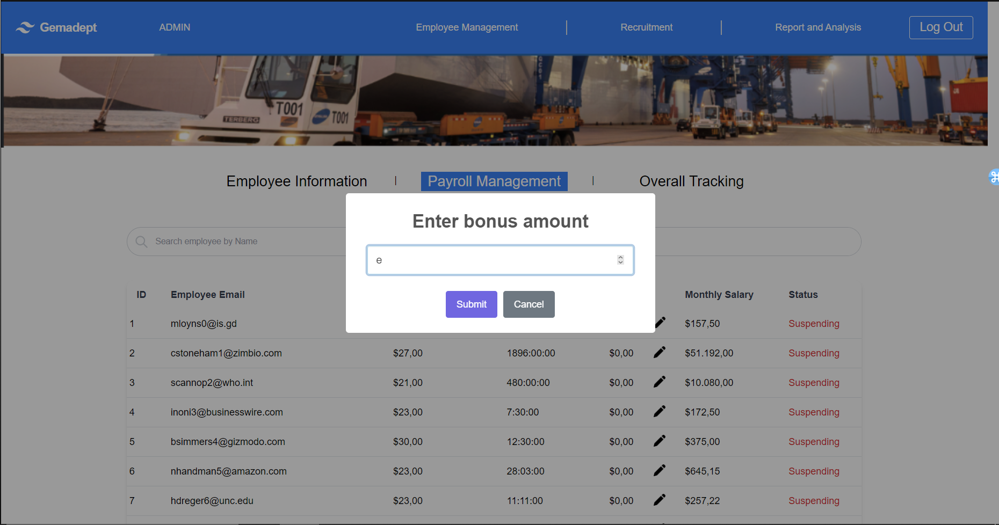 Gemadept
ADMIN
Employee Management
Recruitment
Report and Analysis
Log Out
TERBERG
T001
T001
Employee Information
Payroll Management
Overall Tracking
Enter bonus amount
Search employee by Name
e
Submit
Cancel
ID Employee Email Monthly Salary Status
1 mloyns0@is.gd $157,50 Suspending
2 cstoneham1@zimbio.com $27,00 1896:00:00 $0,00 $51.192,00 Suspending
3 scannop2@who.int $21,00 480:00:00 $0,00 $10.080,00 Suspending
4 inoni3@businesswire.com $23,00 7:30:00 $0,00 $172,50 Suspending
5 bsimmers4@gizmodo.com $30,00 12:30:00 $0,00 $375,00 Suspending
6 nhandman5@amazon.com $23,00 28:03:00 $0,00 $645,15 Suspending
7 hdreger6@unc.edu $23,00 11:11:00 $0,00 $257,22 Suspending